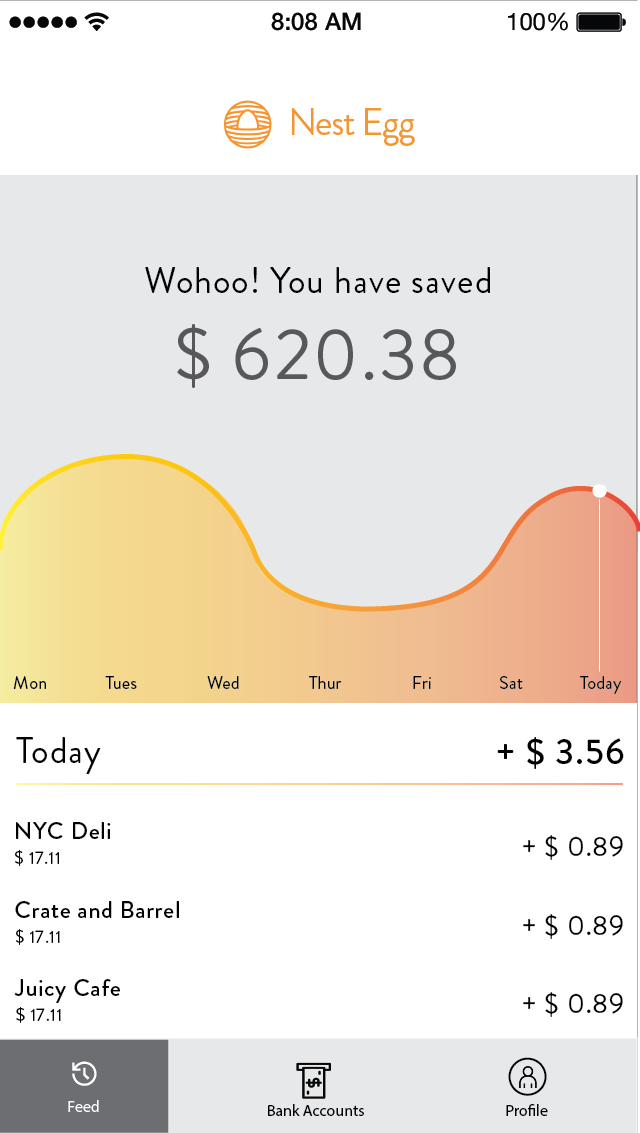 8:08 AM 100%
Nest Egg
Wohoo! You have saved
$ 620.38
Mon Tues Wed Thur Fri Sat Today
Today + $ 3.56
NYC Deli
$ 17.11 + $ 0.89
Crate and Barrel
$ 17.11 + $ 0.89
Juicy Cafe
$ 17.11 + $ 0.89
Feed Bank Accounts Profile